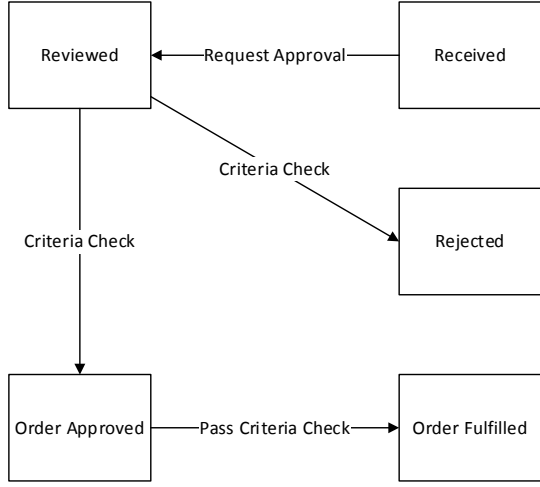 Reviewed
Request Approval
Received
Criteria Check
Rejected
Criteria Check
Order Approved
Pass Criteria Check
Order Fulfilled